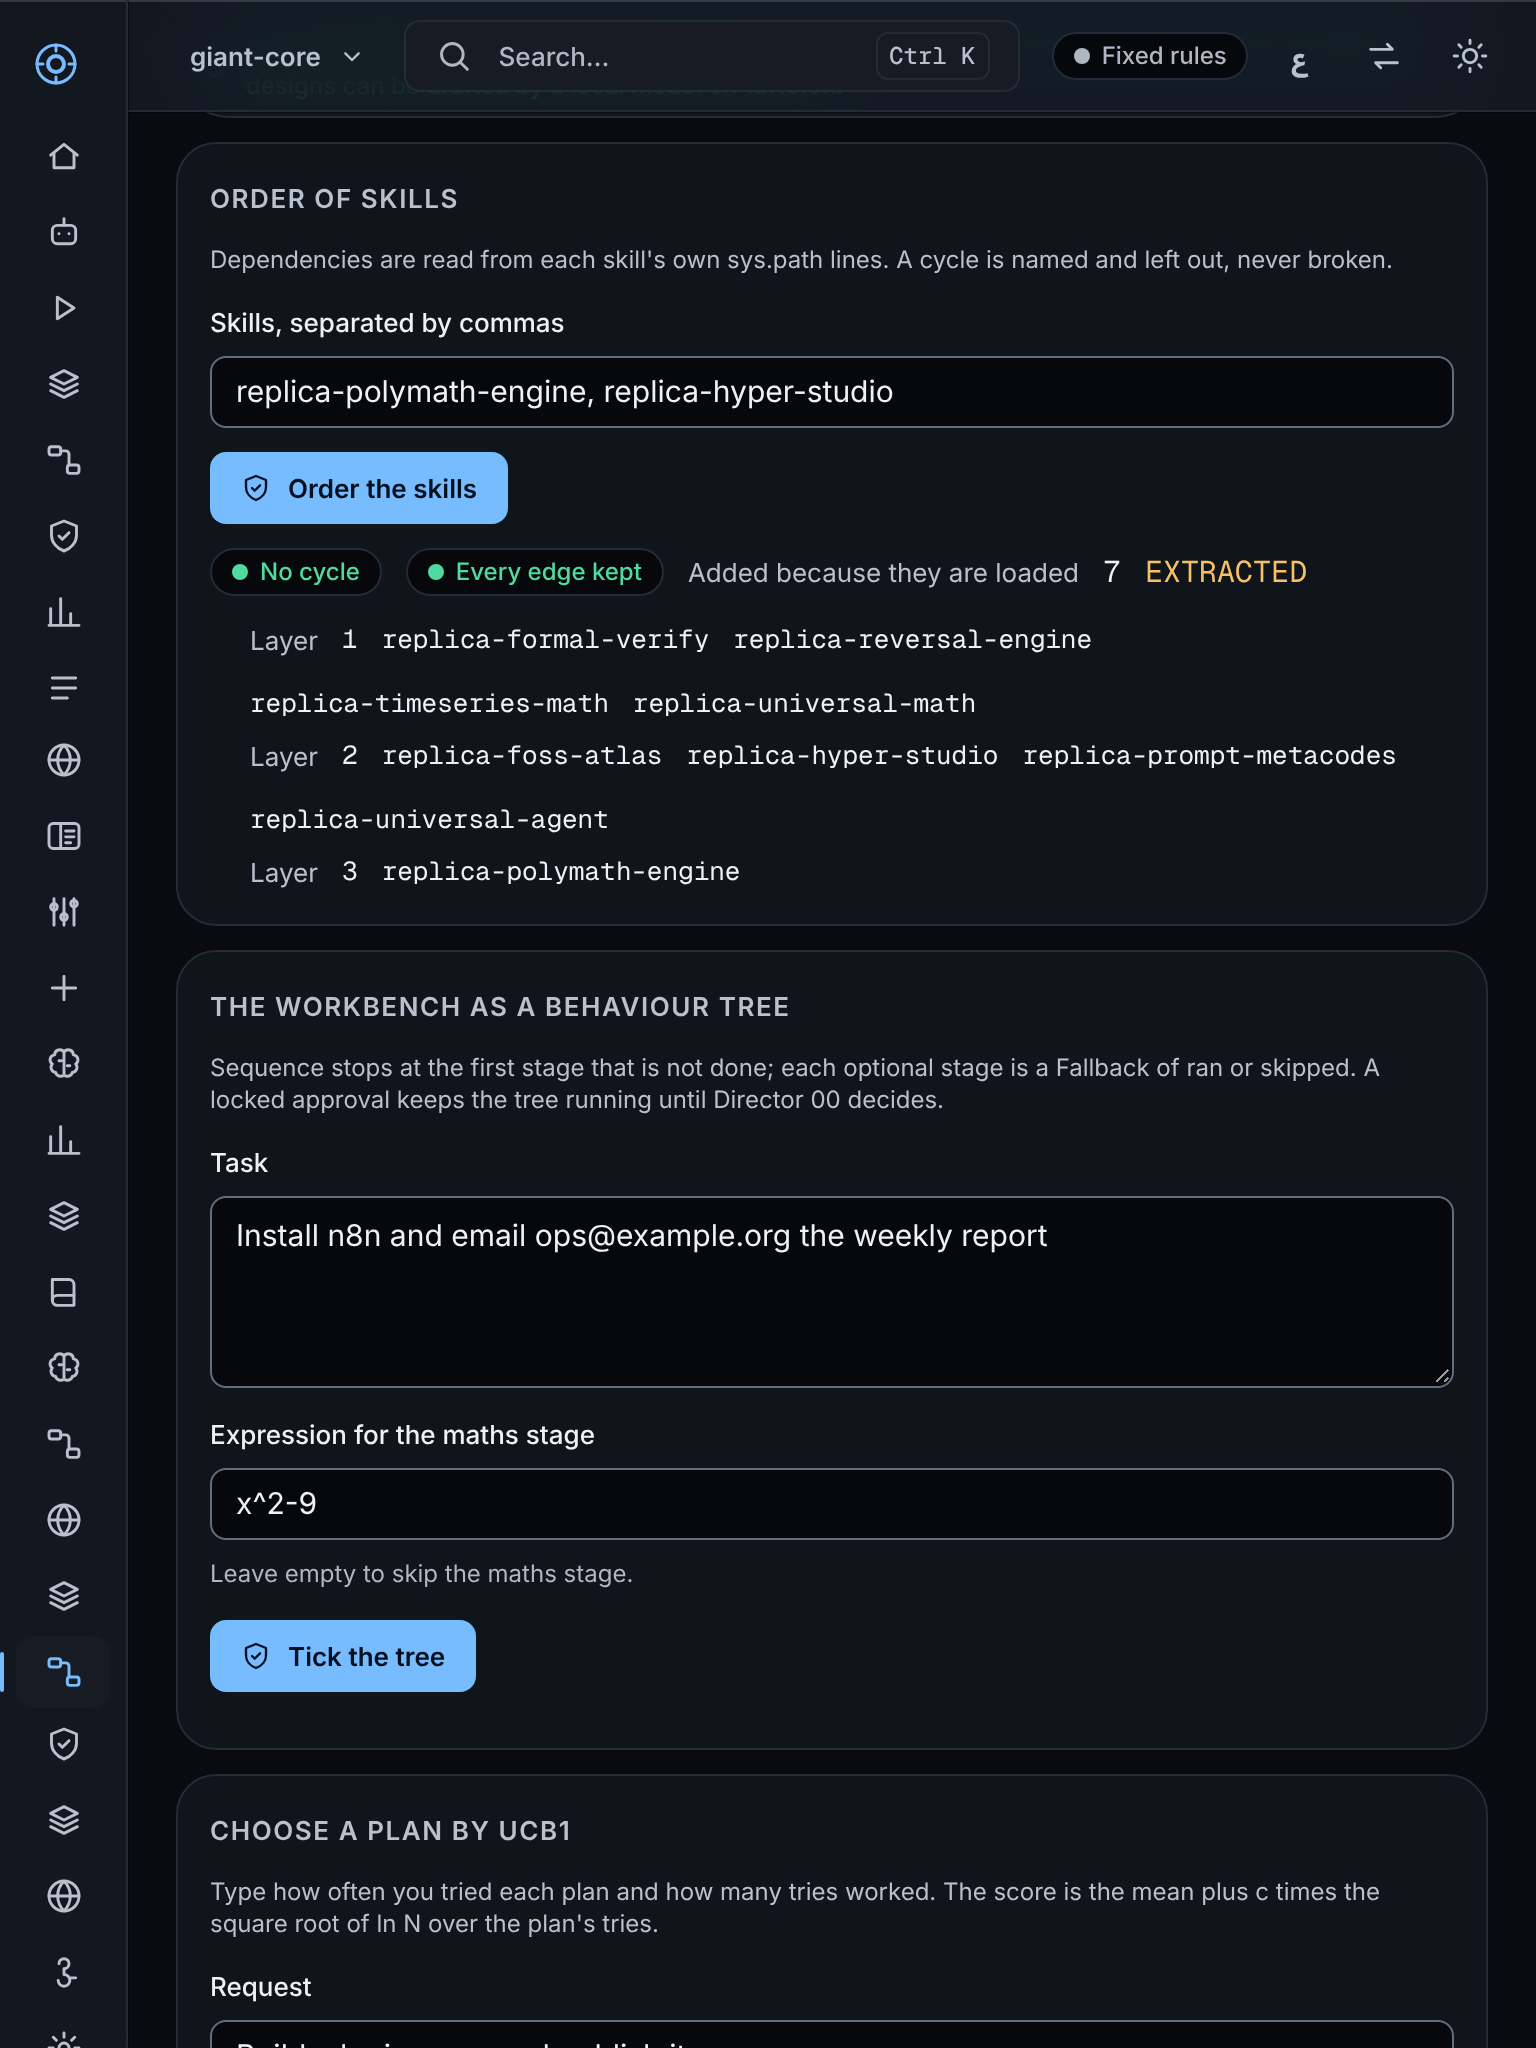 giant-core
Search...
Ctrl K
Fixed rules
ع
designs can be
ORDER OF SKILLS
Dependencies are read from each skill's own sys.path lines. A cycle is named and left out, never broken.
Skills, separated by commas
replica-polymath-engine, replica-hyper-studio
Order the skills
No cycle
Every edge kept
Added because they are loaded 7 EXTRACTED
Layer 1 replica-formal-verify replica-reversal-engine
replica-timeseries-math replica-universal-math
Layer 2 replica-foss-atlas replica-hyper-studio replica-prompt-metacodes
replica-universal-agent
Layer 3 replica-polymath-engine
THE WORKBENCH AS A BEHAVIOUR TREE
Sequence stops at the first stage that is not done; each optional stage is a Fallback of ran or skipped. A
locked approval keeps the tree running until Director 00 decides.
Task
Install n8n and email ops@example.org the weekly report
Expression for the maths stage
x^2-9
Leave empty to skip the maths stage.
Tick the tree
CHOOSE A PLAN BY UCB1
Type how often you tried each plan and how many tries worked. The score is the mean plus c times the
square root of ln N over the plan's tries.
Request